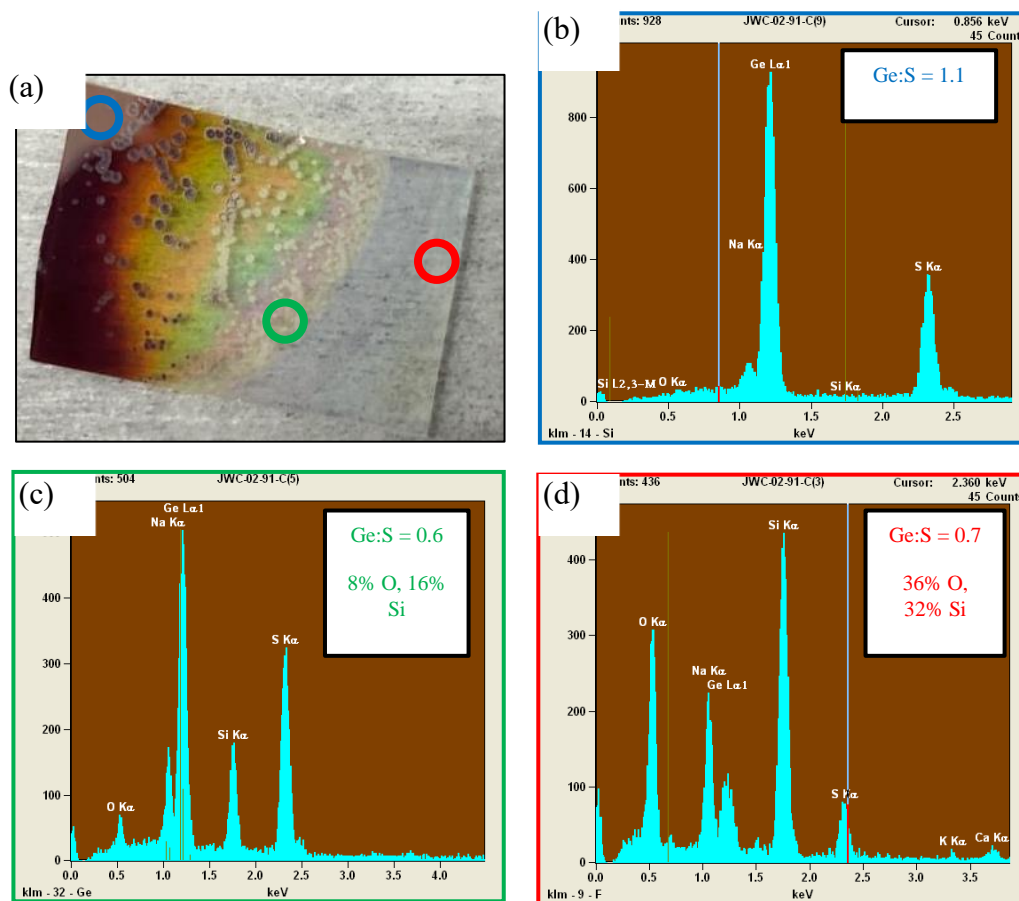 (a)
(b)
unts: 928 JWC-02-91-C(9) Cursor: 0.856 keV
45 Count
Ge:S = 1.1
Ge Lα1
800
600
Na Kα
400
S Kα
200
Si L2,3-M O Kα Si Kα
0
0.0 0.5 1.0 1.5 2.0 2.5
klm - 14 - Si keV
(c)
unts: 504 JWC-02-91-C(5)
Ge Lα1
Na Kα
Ge:S = 0.6
8% O, 16%
Si
400
S Kα
300
200
Si Kα
100
O Kα
0
0.0 0.5 1.0 1.5 2.0 2.5 3.0 3.5 4.0
klm - 32 - Ge keV
(d)
unts: 436 JWC-02-91-C(3) Cursor: 2.360 keV
45 Counts
Ge:S = 0.7
36% O,
32% Si
Si Kα
400
O Kα
300
Na Kα
Ge Lα1
200
100
S Kα
K Kα Ca Kα
0
0.0 0.5 1.0 1.5 2.0 2.5 3.0 3.5
klm - 9 - F keV